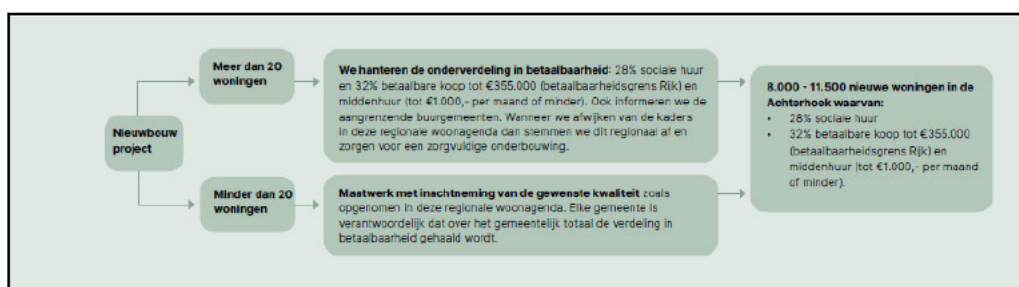 Nieuwbouw
project
Meer dan 20
woningen
We hanteren de onderverdeling in betaalbaarheid: 28% sociale huur
en 32% betaalbare koop tot €355.000 (betaalbaarheidsgrens Rijk) en
middenhuur (tot €1.000,- per maand of minder). Ook informeren we de
aangrenzende buurgemeenten. Wanneer we afwijken van de kaders
in deze regionale woonagenda dan stemmen we dit regionaal af en
zorgen voor een zorgvuldige onderbouwing.
Minder dan 20
woningen
Maatwerk met inachtneming van de gewenste kwaliteit zoals
opgenomen in deze regionale woonagenda. Elke gemeente is
verantwoordelijk dat over het gemeentelijk totaal de verdeling in
betaalbaarheid gehaald wordt.
8.000 - 11.500 nieuwe woningen in de
Achterhoek waarvan:
• 28% sociale huur
• 32% betaalbare koop tot €355.000
(betaalbaarheidsgrens Rijk) en
middenhuur (tot €1.000,- per maand
of minder).